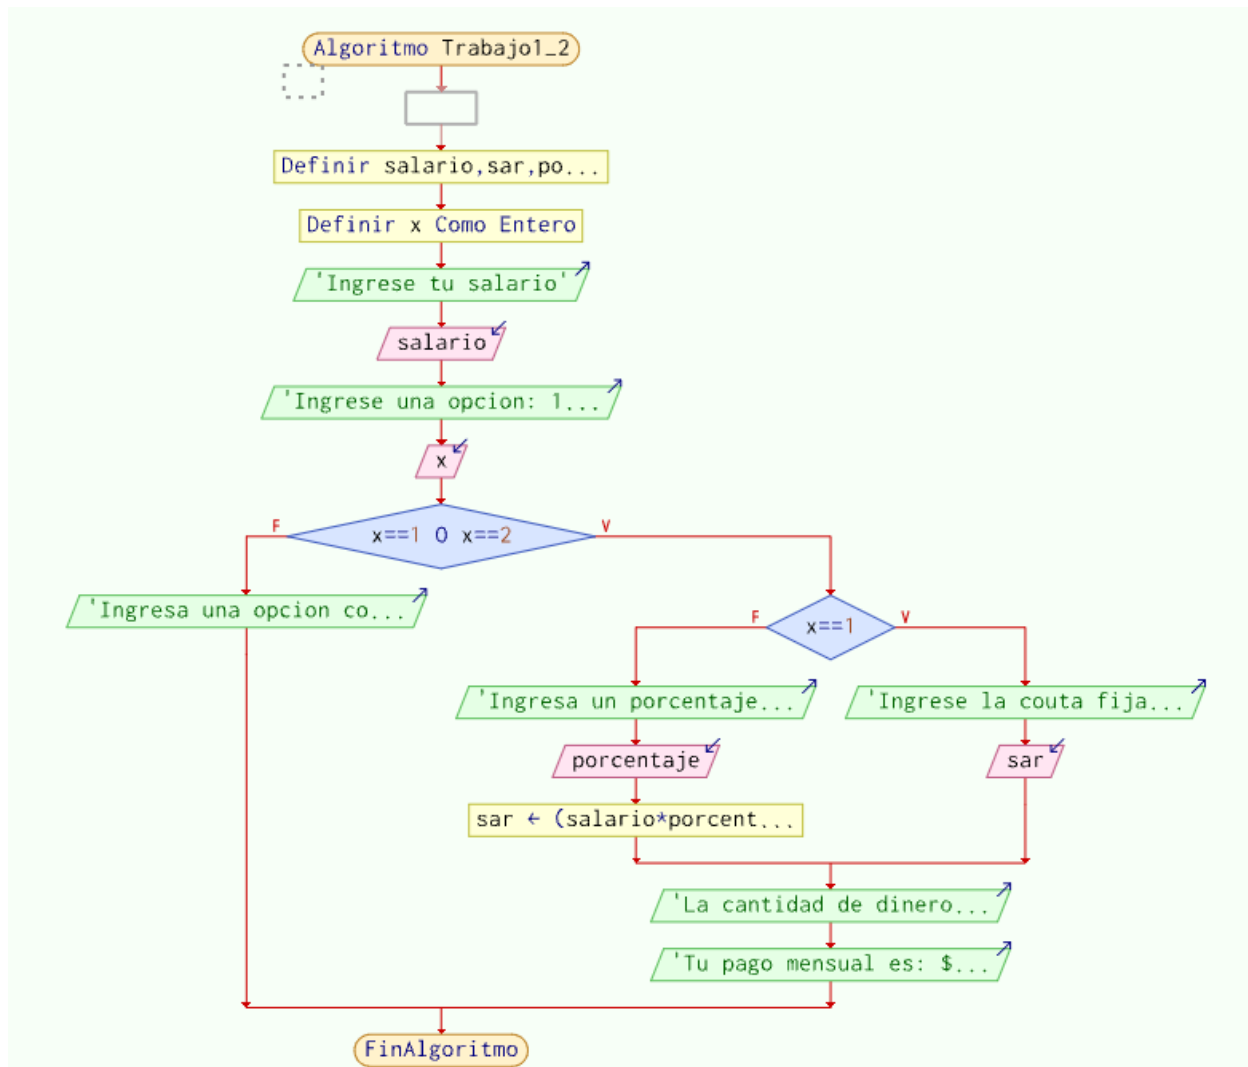 Algoritmo Trabajo1_2
Definir salario,sar,po...
Definir x Como Entero
'Ingrese tu salario'
salario
'Ingrese una opcion: 1...
x
F
x==1 O x==2
V
'Ingresa una opcion co...
F
x==1
V
'Ingresa un porcentaje...
'Ingrese la couta fija...
porcentaje
sar
sar ← (salario*porcent...
'La cantidad de dinero...
'Tu pago mensual es: $...
FinAlgoritmo